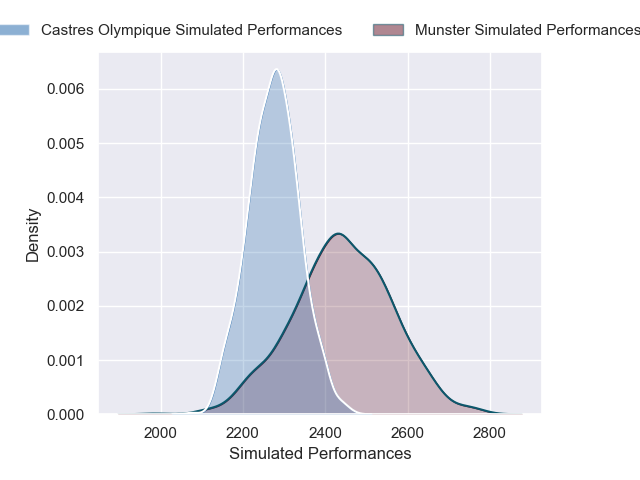 Castres Olympique Simulated Performances Munster Simulated Performances
0.006
0.005
0.004
0.003
0.002
0.001
0.000
Density
2000 2200 2400 2600 2800
Simulated Performances